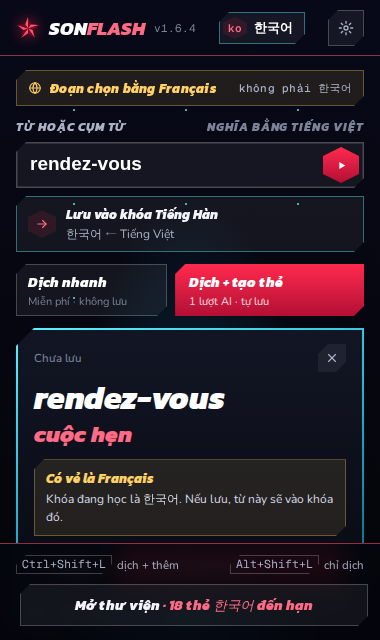 SONFLASH v1.6.4 ko 한국어
Đoạn chọn bằng Français không phải 한국어
TỪ HOẶC CỤM TỪ NGHĨA BẰNG TIẾNG VIỆT
rendez-vous
Lưu vào khóa Tiếng Hàn
한국어 ← Tiếng Việt
Dịch nhanh
Miễn phí · không lưu
Dịch + tạo thẻ
1 lượt AI · tự lưu
Chưa lưu
rendez-vous
cuộc hẹn
Có vẻ là Français
Khóa đang học là 한국어. Nếu lưu, từ này sẽ vào khóa
đó.
Ctrl+Shift+L dịch + thêm Alt+Shift+L chỉ dịch
Mở thư viện · 18 thẻ 한국어 đến hạn